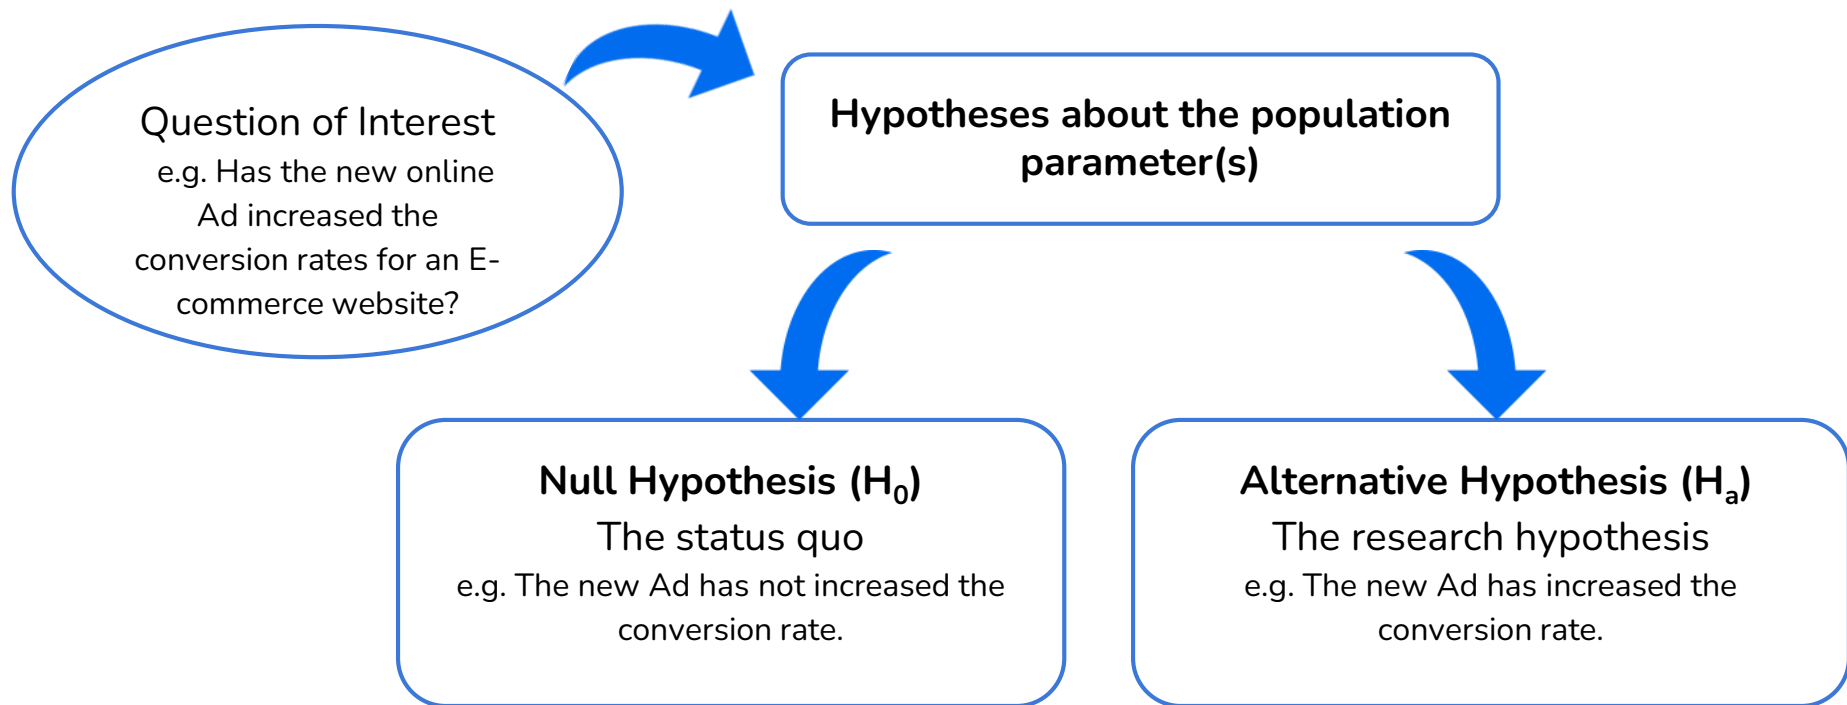 Question of Interest
e.g. Has the new online
Ad increased the
conversion rates for an E-
commerce website?
Hypotheses about the population
parameter(s)
Null Hypothesis (H₀)
The status quo
e.g. The new Ad has not increased the
conversion rate.
Alternative Hypothesis (Hₐ)
The research hypothesis
e.g. The new Ad has increased the
conversion rate.